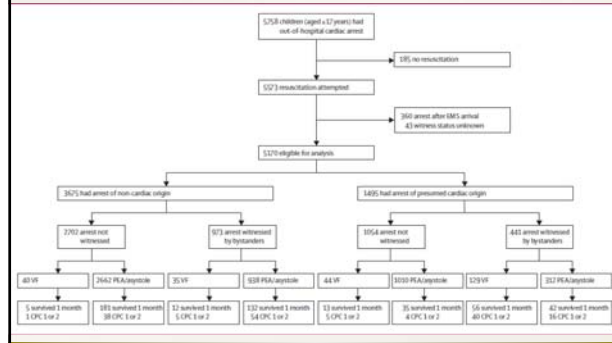 5758 children (aged ≤17 years) had
out-of-hospital cardiac arrest
185 no resuscitation
5573 resuscitation attempted
360 arrest after EMS arrival
43 witness status unknown
5170 eligible for analysis
3675 had arrest of non-cardiac origin
1495 had arrest of presumed cardiac origin
2702 arrest not
witnessed
973 arrest witnessed
by bystanders
1054 arrest not
witnessed
441 arrest witnessed
by bystanders
40 VF
2662 PEA/asystole
35 VF
938 PEA/asystole
44 VF
1010 PEA/asystole
129 VF
312 PEA/asystole
5 survived 1 month
1 CPC 1 or 2
181 survived 1 month
38 CPC 1 or 2
12 survived 1 month
5 CPC 1 or 2
132 survived 1 month
54 CPC 1 or 2
13 survived 1 month
5 CPC 1 or 2
35 survived 1 month
4 CPC 1 or 2
56 survived 1 month
40 CPC 1 or 2
42 survived 1 month
16 CPC 1 or 2